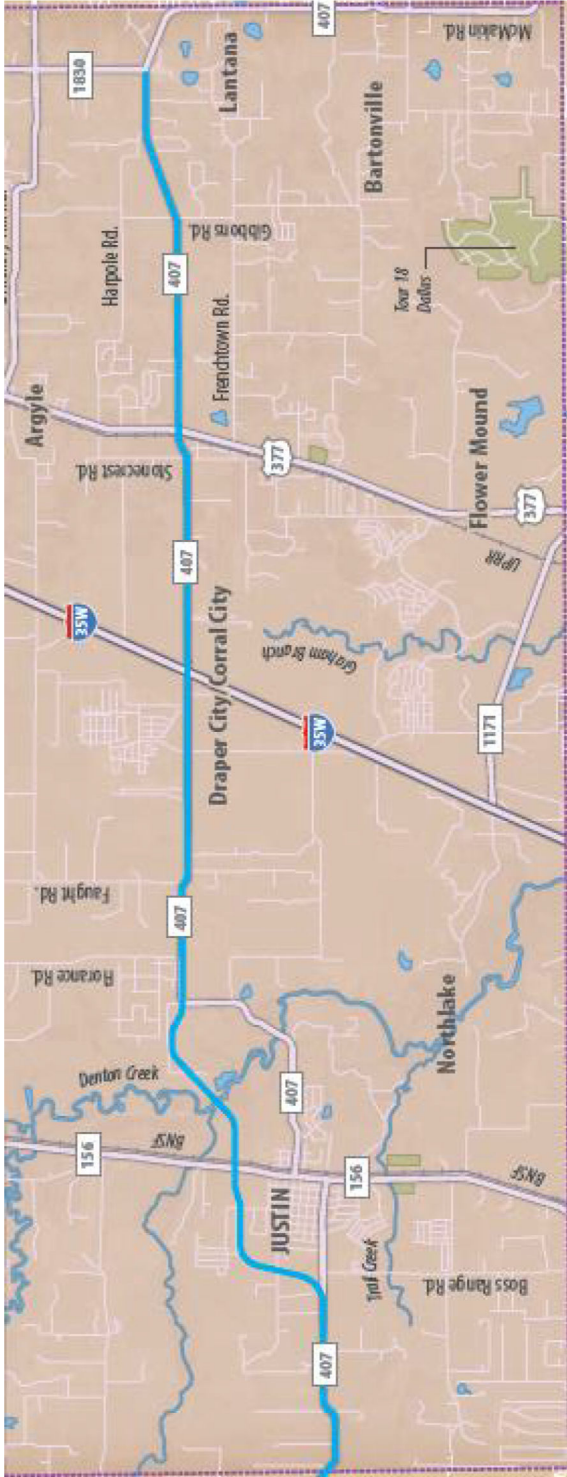 407
McMakin Rd.
1830
Lantana
Bartonville
Gibbons Rd.
Harpole Rd.
407
Tour 18
Dallas
Frenchtown Rd.
Argyle
377
Stonecrest Rd.
Flower Mound
377
407
UPRR
35W
Draper City/Corral City
Graham Branch
35W
1171
Faught Rd.
407
Florance Rd.
Northlake
Denton Creek
407
BNSF
156
156
BNSF
JUSTIN
Trail Creek
Boss Range Rd.
407